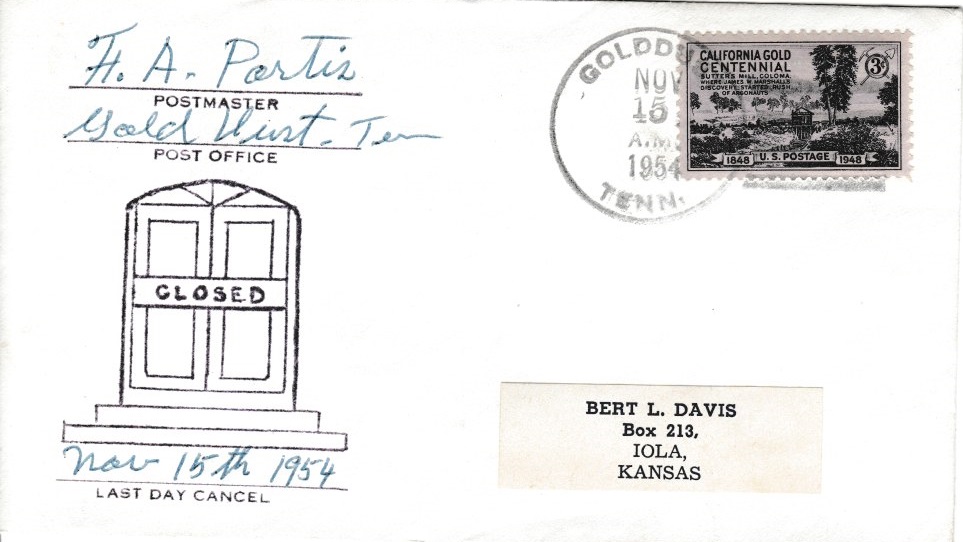 H. A. Portis
POSTMASTER
Gold Dust. Ten
POST OFFICE
CLOSED
Nov 15th 1954
LAST DAY CANCEL
GOLDDU
NOV
15
A.M.
1954
TENN.
CALIFORNIA GOLD
CENTENNIAL
SUTTER'S MILL, COLOMA
WHERE JAMES W. MARSHALL'S
DISCOVERY STARTED RUSH
OF ARGONAUTS
3¢
1848 U.S. POSTAGE 1948
BERT L. DAVIS
Box 213,
IOLA,
KANSAS